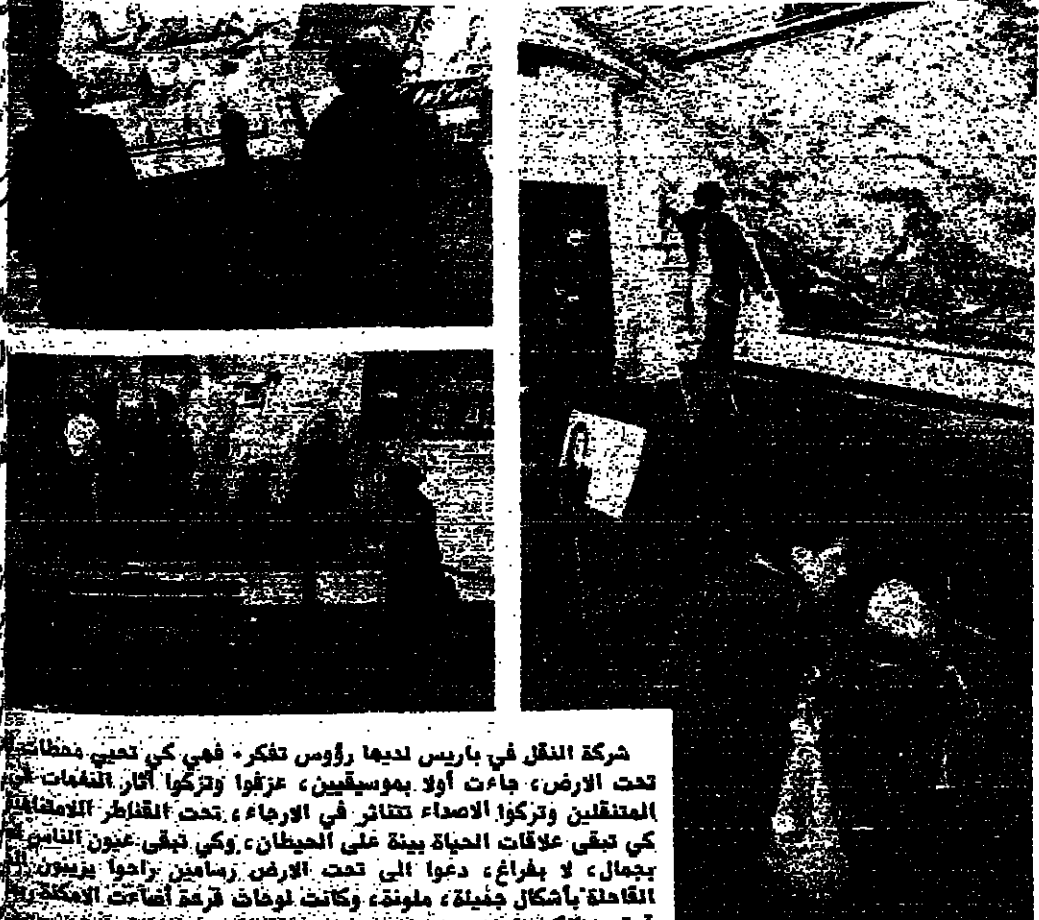 شركة النقل في باريس لديها رؤوس تفكر، فهي كي تحيي محطات
تحت الارض، جاءت أولا بموسيقيين، عزفوا وتركوا آثار النغمات في
المتنقلين وتركوا الاصداء تتناثر في الارجاء، تحت القناطر
كي تبقى علاقات الحياة بينة على الحيطان، وكي تبقى عيون الناس
بجمال، لا بفراغ، دعوا الى تحت الارض رسامين راحوا يزينون
القاحلة بأشكال جميلة، ملونة، وكانت لوحات فرحة أضاءت الامكنة